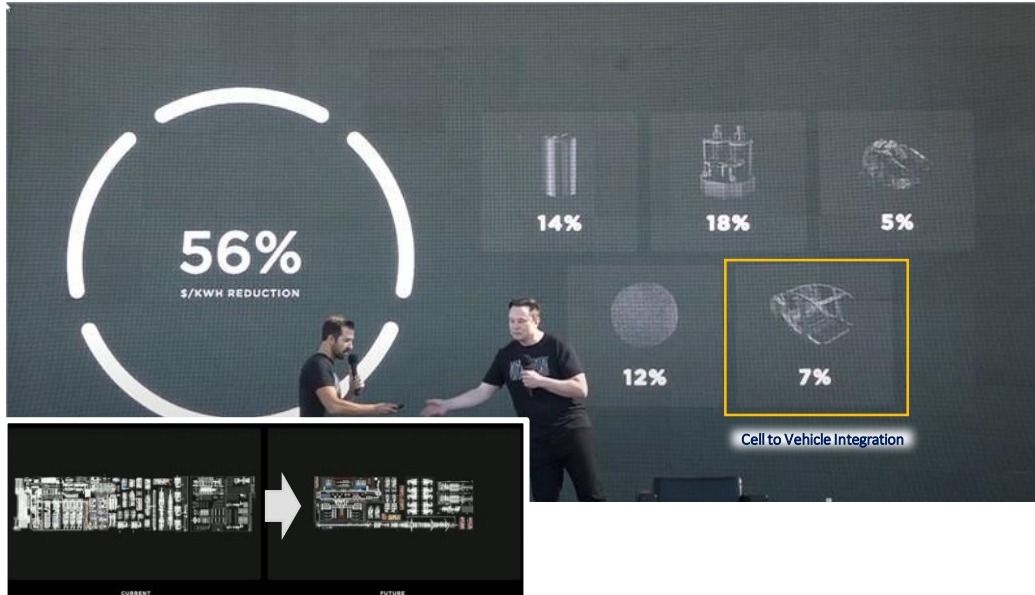 14%
18%
5%
56%
$/KWH REDUCTION
12%
7%
Cell to Vehicle Integration
CURRENT
FUTURE